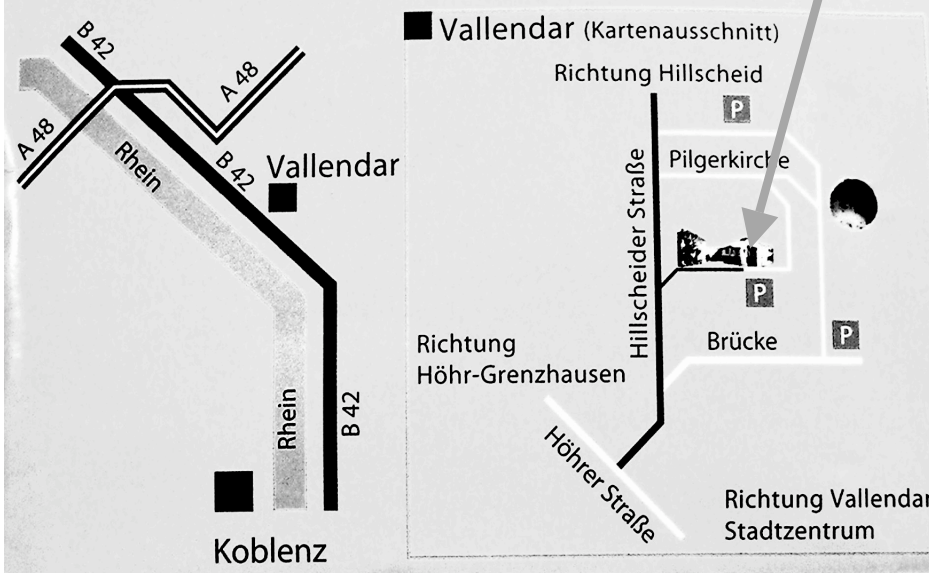 B 42
A 48
A 48
Rhein
B 42
Vallendar
Rhein
B 42
Koblenz
Vallendar (Kartenausschnitt)
Richtung Hillscheid
P
Pilgerkirche
Hillscheider Straße
P
Brücke
P
Richtung
Höhr-Grenzhausen
Höhrer Straße
Richtung Vallendar
Stadtzentrum